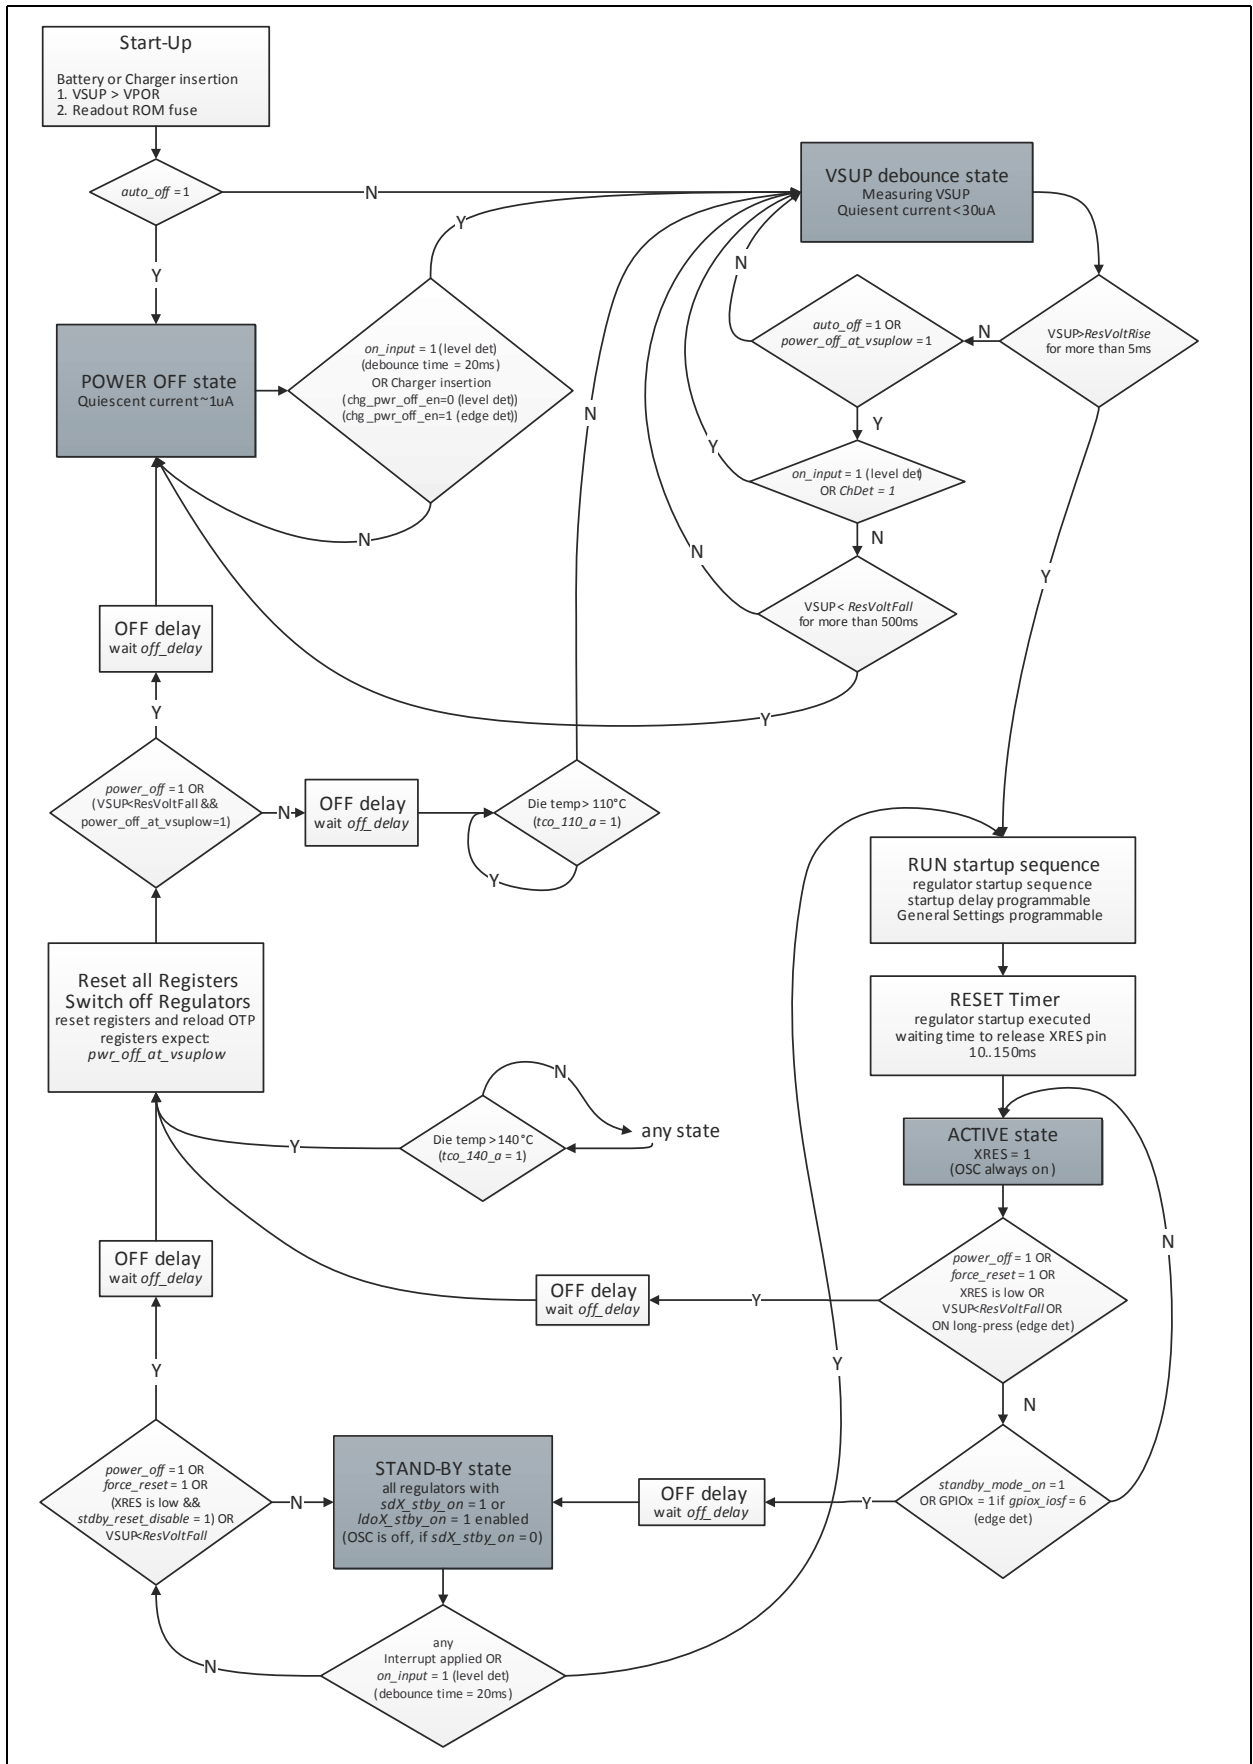 Start-Up
Battery or Charger insertion
1. VSUP > VPOR
2. Readout ROM fuse
auto_off = 1
N
Y
VSUP debounce state
Measuring VSUP
Quiesent current<30uA
Y
POWER OFF state
Quiescent current~1uA
on_input = 1 (level det)
(debounce time = 20ms)
OR Charger insertion
(chg_pwr_off_en=0 (level det))
(chg_pwr_off_en=1 (edge det))
N
N
auto_off = 1 OR
power_off_at_vsuplow = 1
N
VSUP>ResVoltRise
for more than 5ms
N
Y
Y
on_input = 1 (level det)
OR ChDet = 1
N
N
VSUP< ResVoltFall
for more than 500ms
Y
Y
OFF delay
wait off_delay
Y
power_off = 1 OR
(VSUP<ResVoltFall &&
power_off_at_vsuplow=1)
N
OFF delay
wait off_delay
Die temp > 110°C
(tco_110_a = 1)
Y
RUN startup sequence
regulator startup sequence
startup delay programmable
General Settings programmable
Reset all Registers
Switch off Regulators
reset registers and reload OTP
registers expect:
pwr_off_at_vsuplow
RESET Timer
regulator startup executed
waiting time to release XRES pin
10..150ms
N
Die temp >140°C
(tco_140_a = 1)
any state
Y
ACTIVE state
XRES = 1
(OSC always on )
N
OFF delay
wait off_delay
power_off = 1 OR
force_reset = 1 OR
XRES is low OR
VSUP<ResVoltFall OR
ON long-press (edge det)
Y
OFF delay
wait off_delay
Y
Y
N
power_off = 1 OR
force_reset = 1 OR
(XRES is low &&
stdby_reset_disable = 1) OR
VSUP<ResVoltFall
N
STAND-BY state
all regulators with
sdX_stby_on = 1 or
ldoX_stby_on = 1 enabled
(OSC is off, if sdX_stby_on = 0)
OFF delay
wait off_delay
Y
standby_mode_on = 1
OR GPIOx = 1 if gpiox_iosf = 6
(edge det)
any
Interrupt applied OR
on_input = 1 (level det)
(debounce time = 20ms)
N